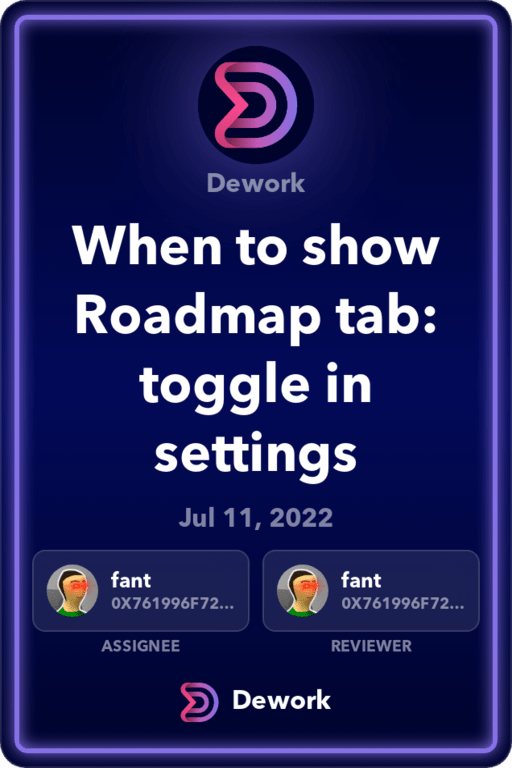 Dework
When to show
Roadmap tab:
toggle in
settings
Jul 11, 2022
fant
0X761996F72...
ASSIGNEE
fant
0X761996F72...
REVIEWER
Dework